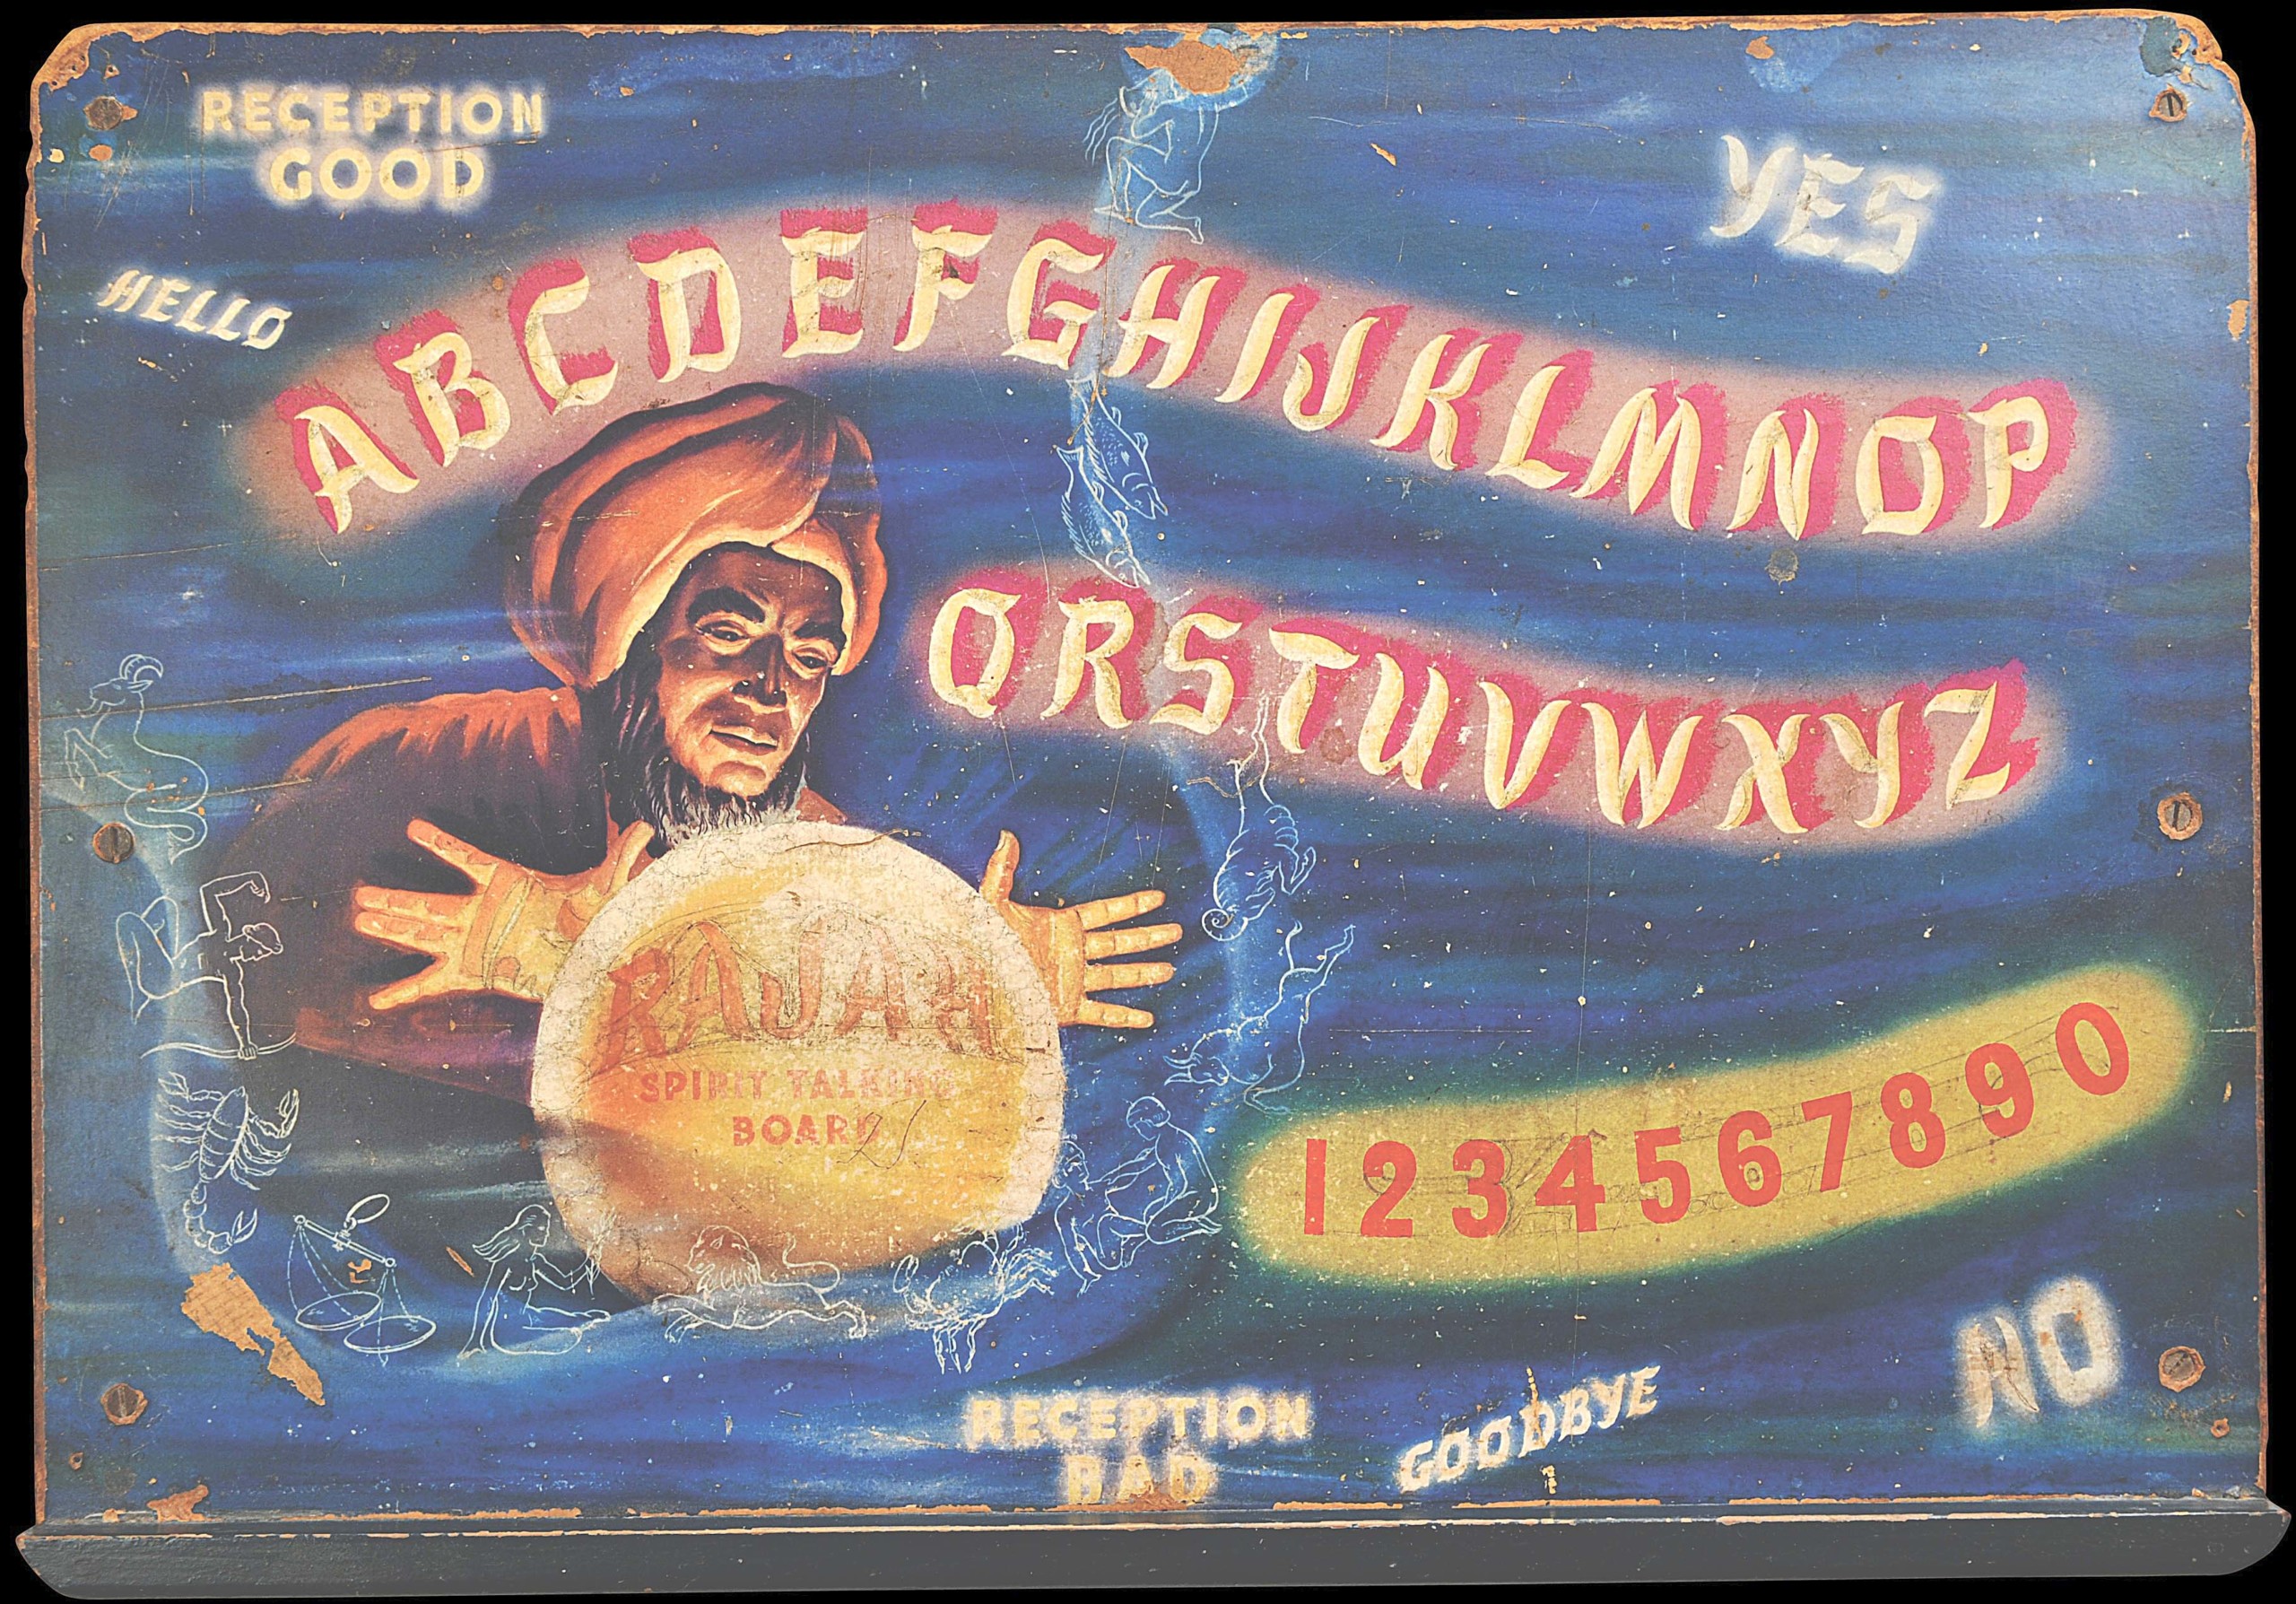 RECEPTION
GOOD
YES
HELLO
ABCDEFGHIJKLMNOP
QRSTUVWXYZ
RAJAH
SPIRIT TALKING
BOARD
1234567890
NO
RECEPTION
BAD
GOODBYE